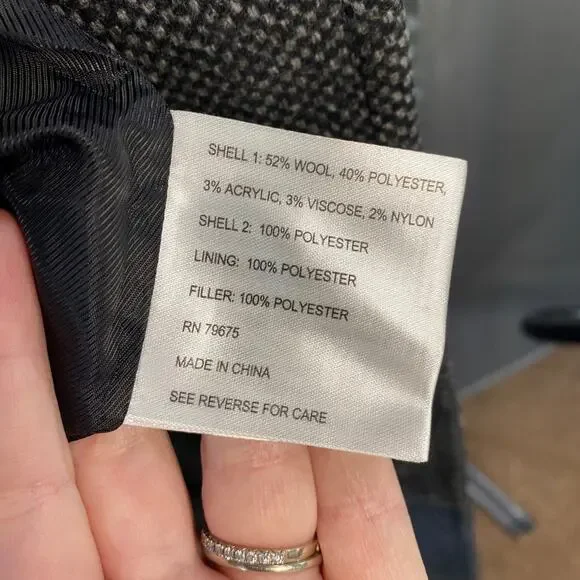 SHELL 1: 52% WOOL, 40% POLYESTER,
3% ACRYLIC, 3% VISCOSE, 2% NYLON
SHELL 2: 100% POLYESTER
LINING: 100% POLYESTER
FILLER: 100% POLYESTER
RN 79675
MADE IN CHINA
SEE REVERSE FOR CARE